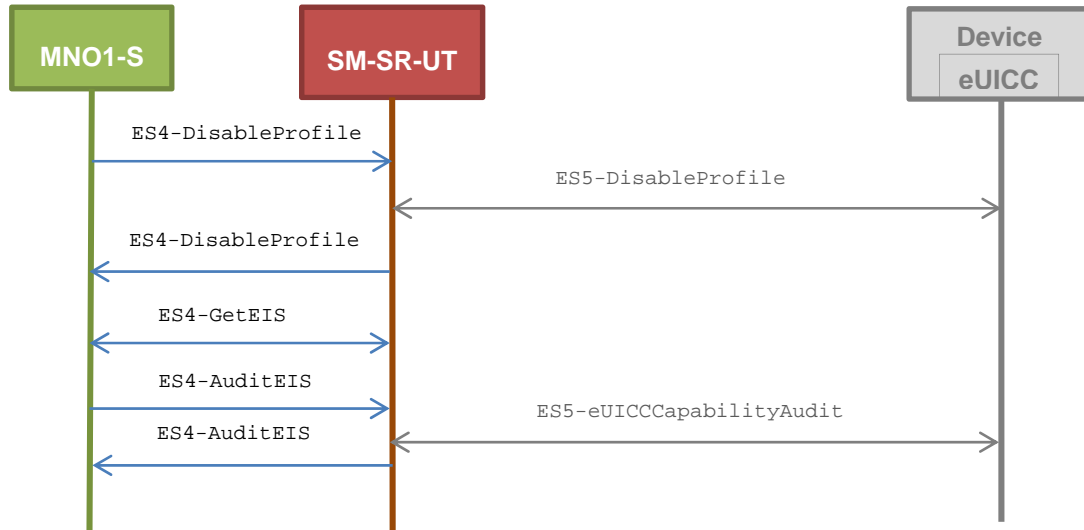 MNO1-S
SM-SR-UT
Device
eUICC
ES4-DisableProfile
ES5-DisableProfile
ES4-DisableProfile
ES4-GetEIS
ES4-AuditEIS
ES5-eUICCCapabilityAudit
ES4-AuditEIS